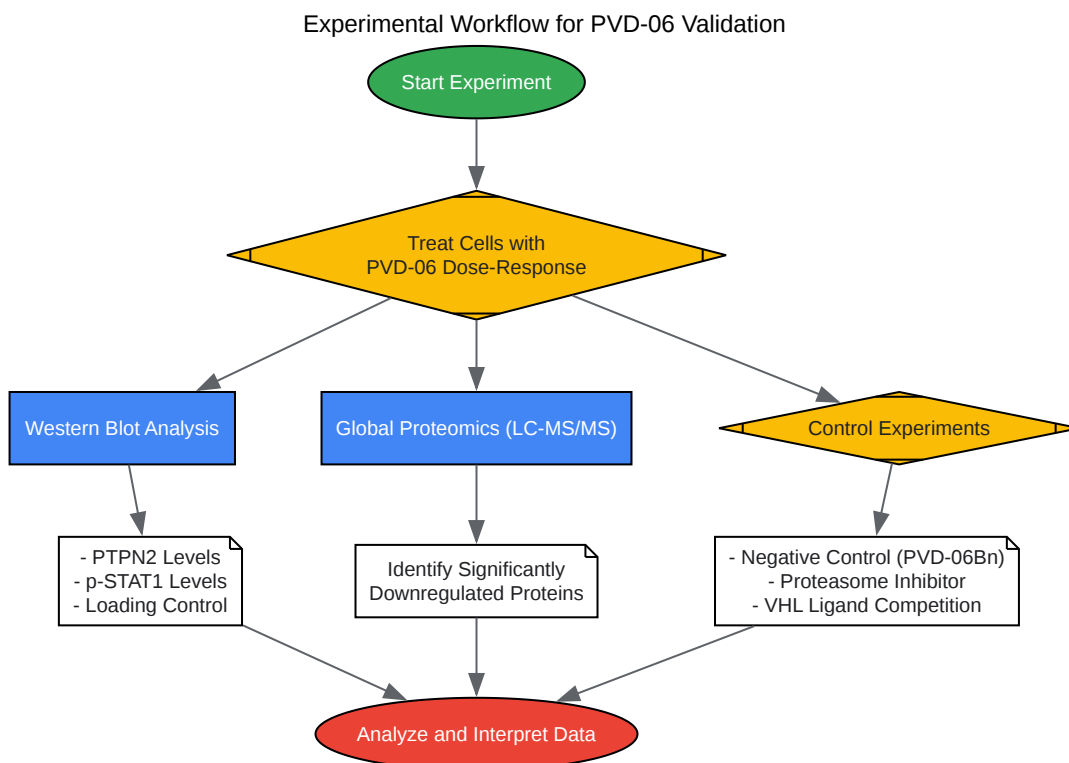 Experimental Workflow for PVD-06 Validation
Start Experiment
Treat Cells with
PVD-06 Dose-Response
Western Blot Analysis
Global Proteomics (LC-MS/MS)
Control Experiments
- PTPN2 Levels
- p-STAT1 Levels
- Loading Control
Identify Significantly
Downregulated Proteins
- Negative Control (PVD-06Bn)
- Proteasome Inhibitor
- VHL Ligand Competition
Analyze and Interpret Data